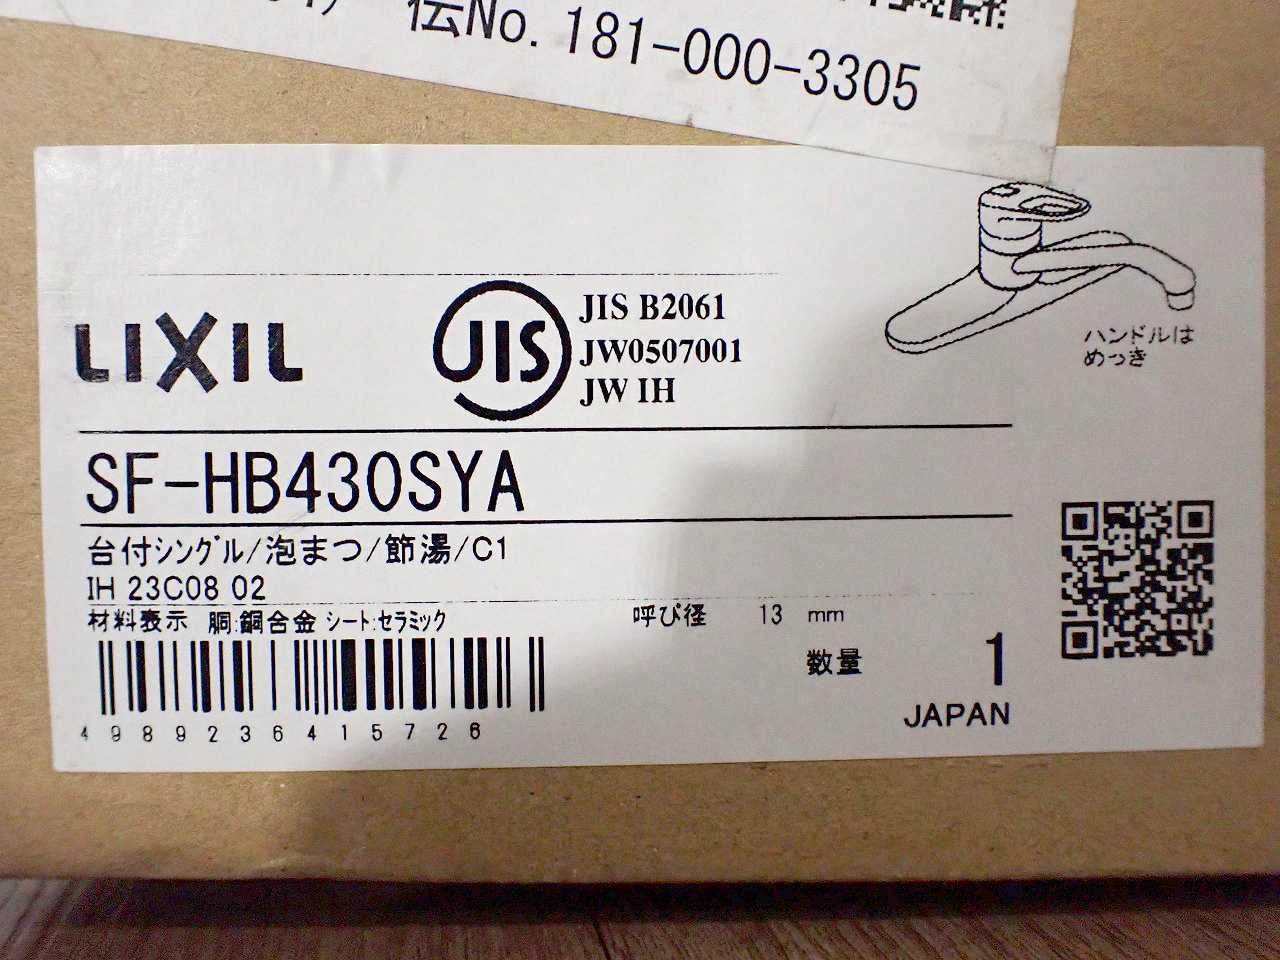 伝No. 181-000-3305
LIXIL
JIS
JIS B2061
JW0507001
JW IH
ハンドルは
めっき
SF-HB430SYA
台付シングル/泡まつ/節湯/C1
IH 23C08 02
材料表示 胴:銅合金 シート:セラミック
呼び径 13 mm
数量 1
JAPAN
4989236415726